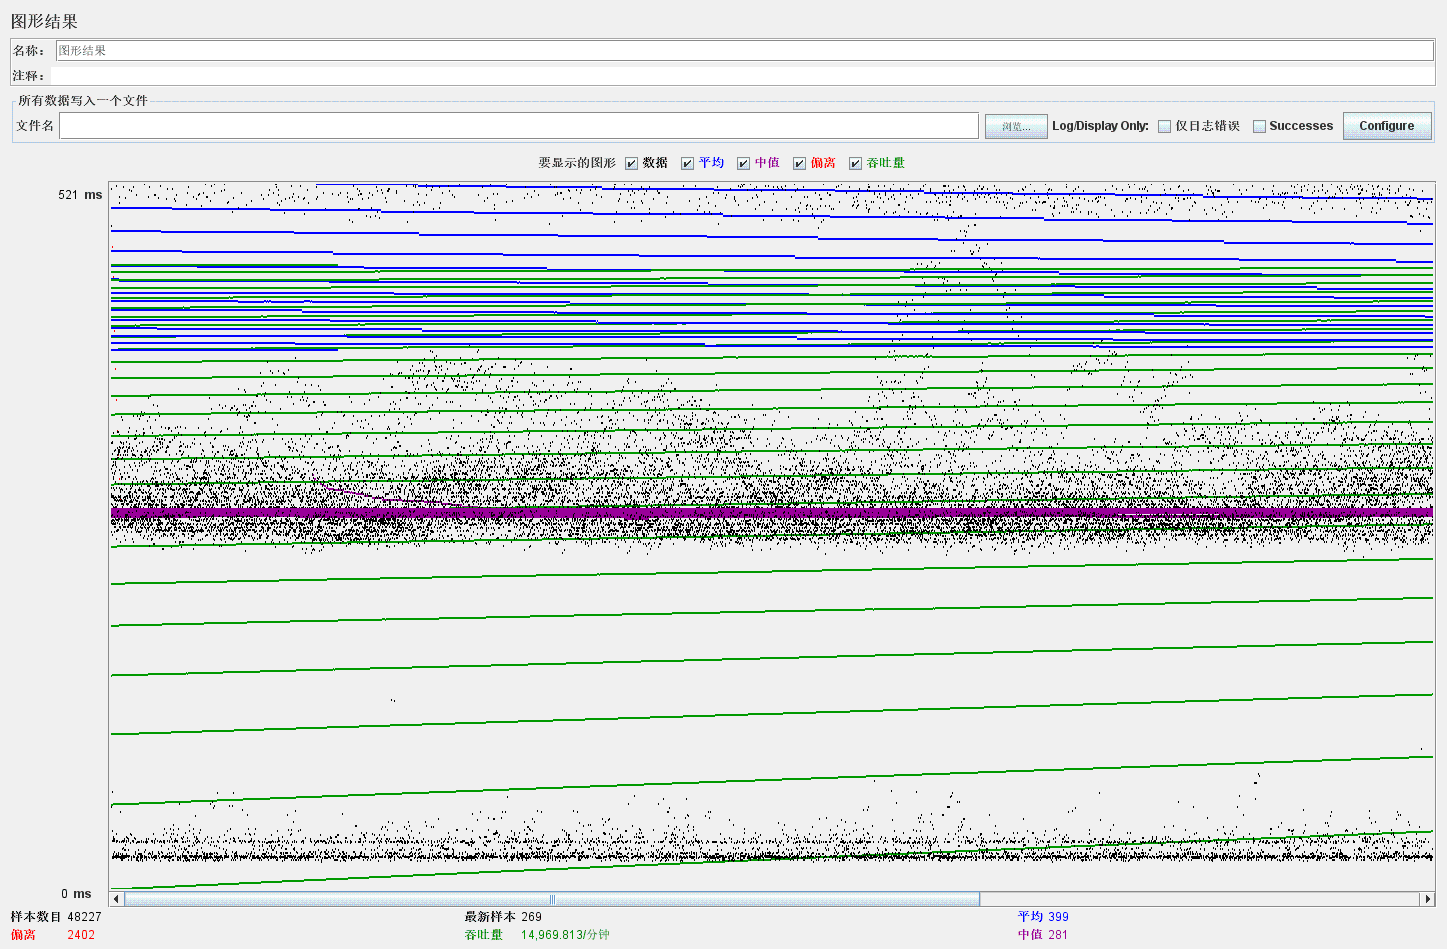 图形结果
名称： 图形结果
注释：
所有数据写入一个文件
文件名 浏览... Log/Display Only: 仅日志错误 Successes Configure
要显示的图形 数据 平均 中值 偏离 吞吐量
521 ms
0 ms
样本数目 48227 最新样本 269 平均 399
偏离 2402 吞吐量 14,969.813/分钟 中值 281